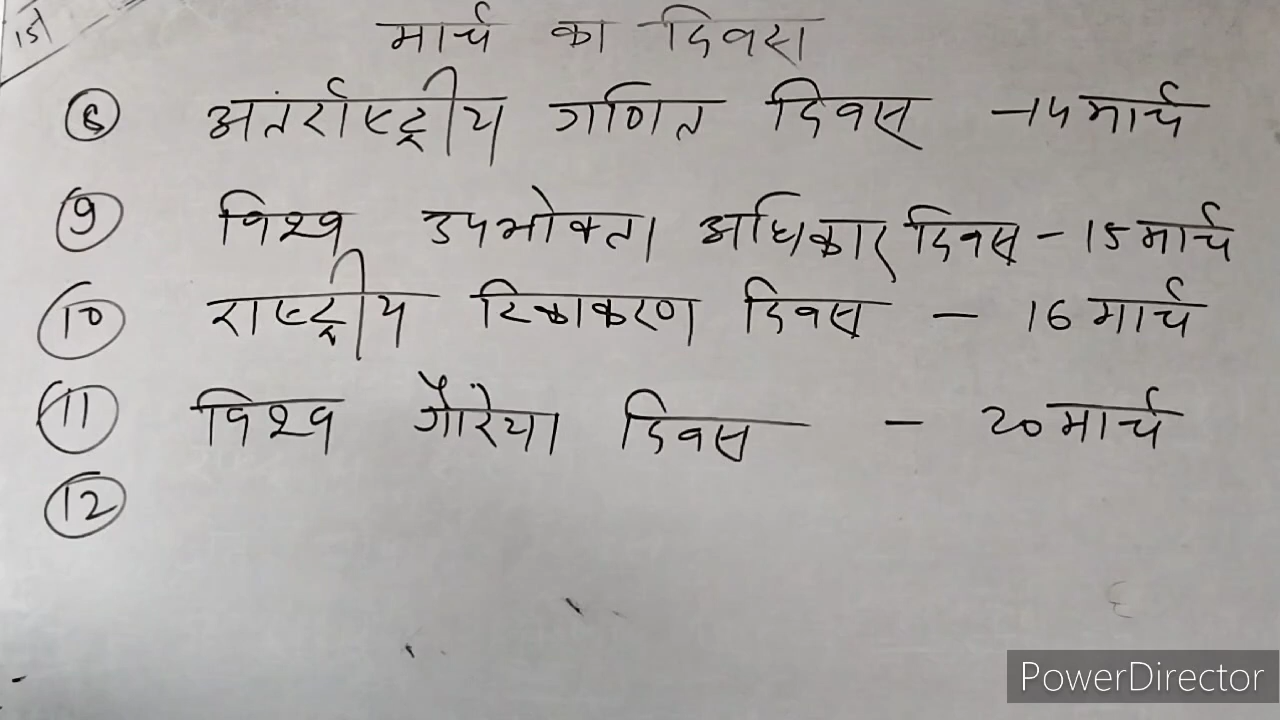 मार्च का दिवस
8 अतंर्राष्ट्रीय गणित दिवस - 14 मार्च
9 विश्व उपभोक्ता अधिकार दिवस - 15 मार्च
10 राष्ट्रीय टिकाकरण दिवस - 16 मार्च
11 विश्व गौरैया दिवस - 20 मार्च
12
PowerDirector